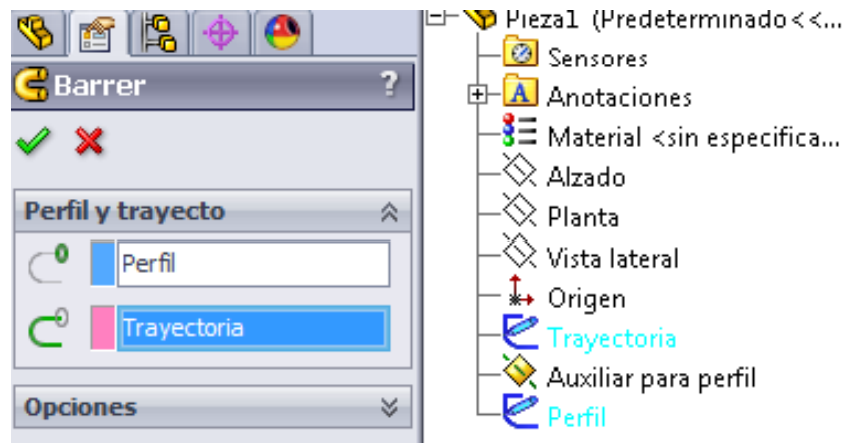 Barrer ?
Perfil y trayecto
Perfil
Trayectoria
Opciones
Pieza1 (Predeterminado<<...
Sensores
A Anotaciones
Material <sin especifica...
Alzado
Planta
Vista lateral
Origen
Trayectoria
Auxiliar para perfil
Perfil